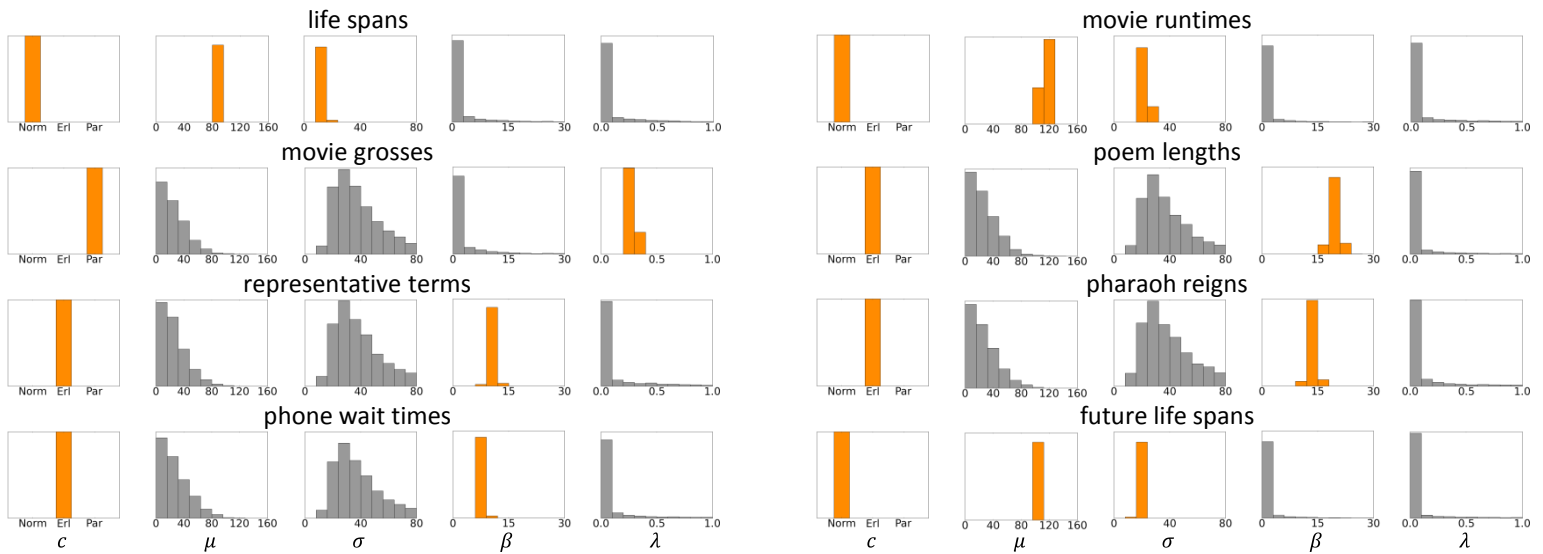 life spans movie runtimes
Norm Erl Par 0 40 80 120 160 0 40 80 0 15 30 0.0 0.5 1.0 Norm Erl Par 0 40 80 120 160 0 40 80 0 15 30 0.0 0.5 1.0
movie grosses poem lengths
Norm Erl Par 0 40 80 120 160 0 40 80 0 15 30 0.0 0.5 1.0 Norm Erl Par 0 40 80 120 160 0 40 80 0 15 30 0.0 0.5 1.0
representative terms pharaoh reigns
Norm Erl Par 0 40 80 120 160 0 40 80 0 15 30 0.0 0.5 1.0 Norm Erl Par 0 40 80 120 160 0 40 80 0 15 30 0.0 0.5 1.0
phone wait times future life spans
Norm Erl Par 0 40 80 120 160 0 40 80 0 15 30 0.0 0.5 1.0 Norm Erl Par 0 40 80 120 160 0 40 80 0 15 30 0.0 0.5 1.0
c μ σ β λ c μ σ β λ